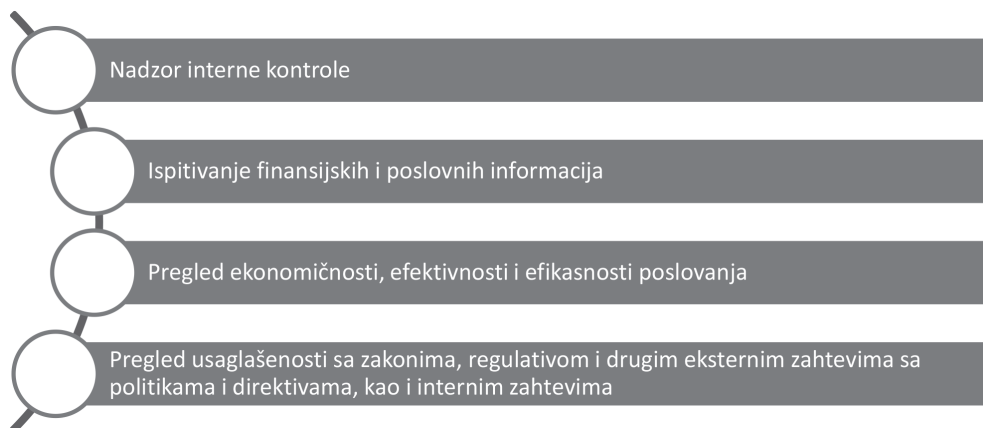 Nadzor interne kontrole
Ispitivanje finansijskih i poslovnih informacija
Pregled ekonomičnosti, efektivnosti i efikasnosti poslovanja
Pregled usaglašenosti sa zakonima, regulativom i drugim eksternim zahtevima sa
politikama i direktivama, kao i internim zahtevima